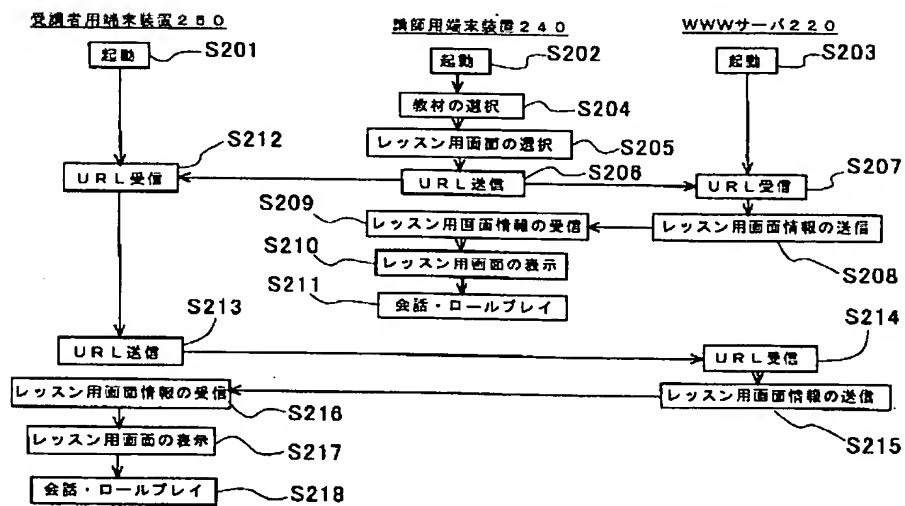 受講者用端末装置260 講師用端末装置240 WWWサーバ220
起動 S201 起動 S202 起動 S203
教材の選択 S204
S212 レッスン用画面の選択 S205
URL受信 URL送信 S206 URL受信 S207
S209 レッスン用画面情報の受信 レッスン用画面情報の送信
S210 レッスン用画面の表示 S208
S211 会話・ロールプレイ
S213 S214
URL送信 URL受信
レッスン用画面情報の受信 レッスン用画面情報の送信
S216
レッスン用画面の表示 S217 S215
会話・ロールプレイ S218